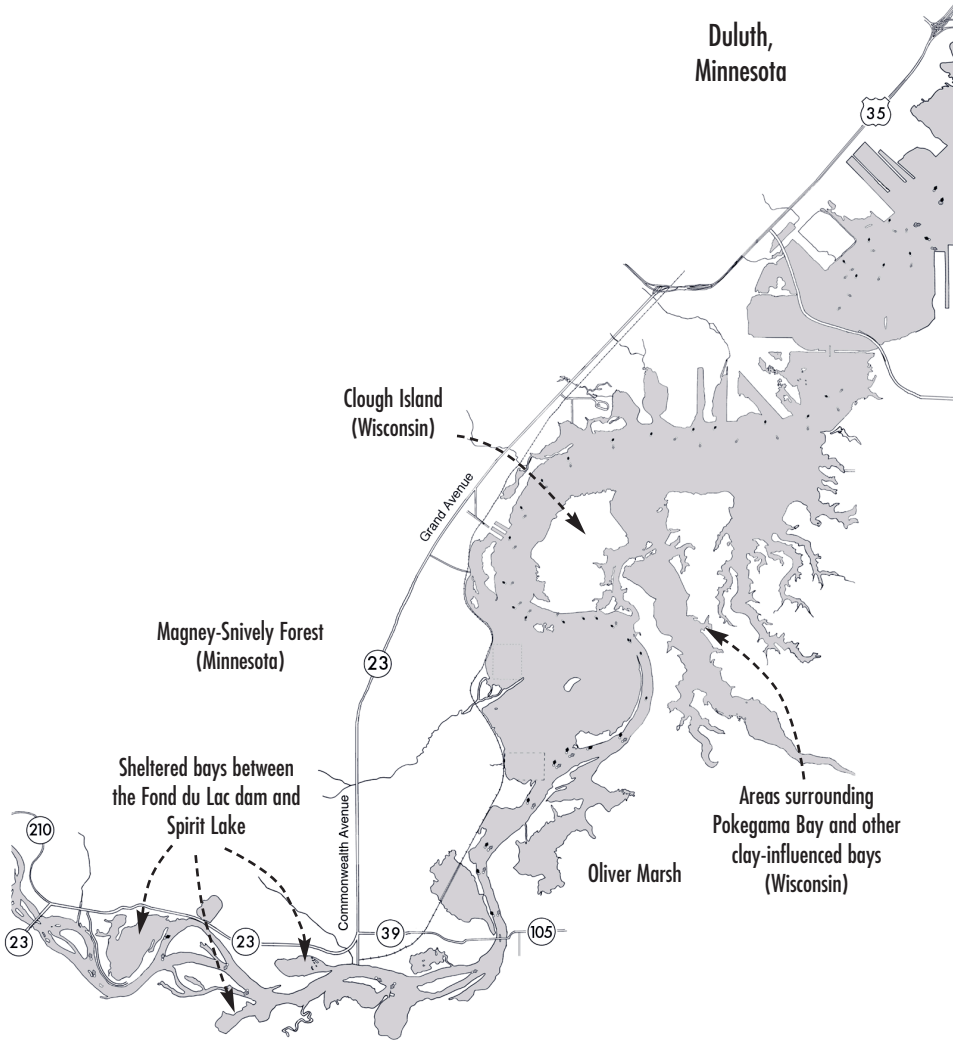 Duluth,
Minnesota
35
Clough Island
(Wisconsin)
Grand Avenue
Magney-Snively Forest
(Minnesota)
23
Sheltered bays between
the Fond du Lac dam and
Spirit Lake
Commonwealth Avenue
Areas surrounding
Pokegama Bay and other
clay-influenced bays
(Wisconsin)
210
Oliver Marsh
23
23
39
105